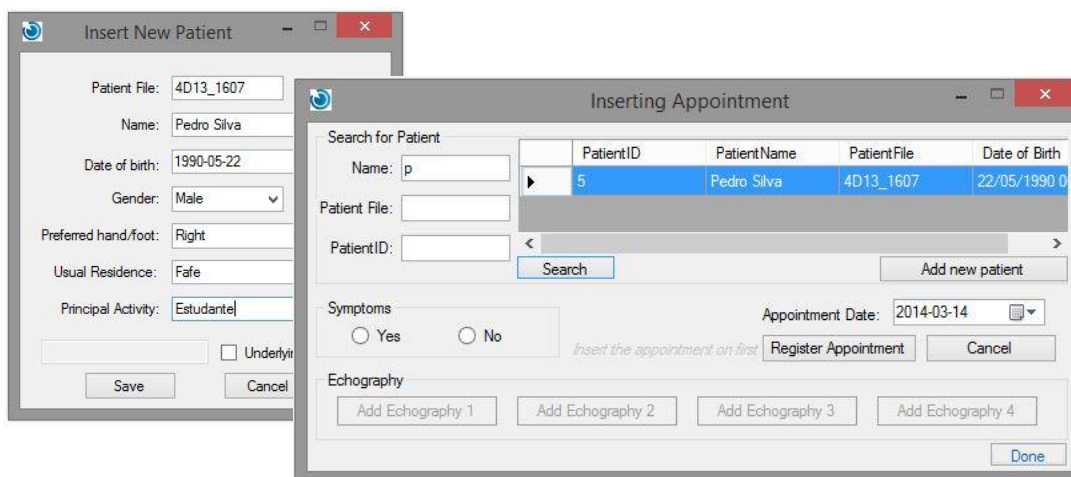 Insert New Patient
Patient File: 4D13_1607
Name: Pedro Silva
Date of birth: 1990-05-22
Gender: Male
Preferred hand/foot: Right
Usual Residence: Fafe
Principal Activity: Estudante
Save Cancel
Inserting Appointment
Search for Patient
Name: p
Patient File:
PatientID:
PatientID PatientName PatientFile Date of Birth
5 Pedro Silva 4D13_1607 22/05/1990 0
Search Add new patient
Symptoms
Yes No
Appointment Date: 2014-03-14
Insert the appointment on first Register Appointment Cancel
Echography
Add Echography 1 Add Echography 2 Add Echography 3 Add Echography 4
Done